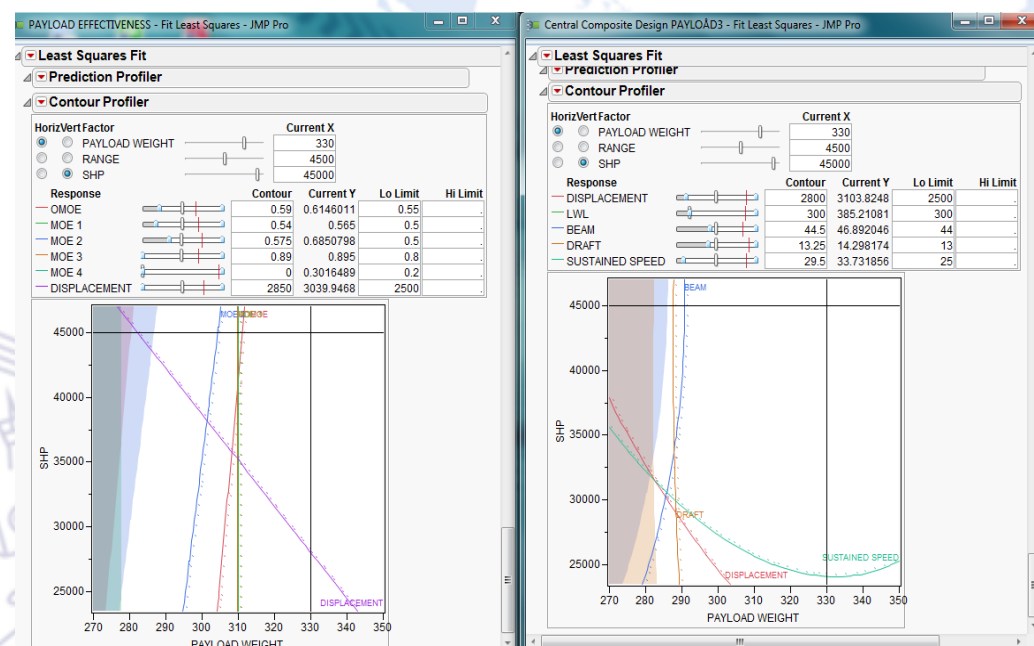 PAYLOAD EFFECTIVENESS - Fit Least Squares - JMP Pro
Least Squares Fit
Prediction Profiler
Contour Profiler
Horiz Vert Factor Current X
PAYLOAD WEIGHT 330
RANGE 4500
SHP 45000
Response Contour Current Y Lo Limit Hi Limit
OMOE 0.59 0.6146011 0.55 .
MOE 1 0.54 0.565 0.5 .
MOE 2 0.575 0.6850798 0.5 .
MOE 3 0.89 0.895 0.8 .
MOE 4 0 0.3016489 0.2 .
DISPLACEMENT 2850 3039.9468 2500 .
45000
40000
35000
30000
25000
SHP
DISPLACEMENT
270 280 290 300 310 320 330 340 350
PAYLOAD WEIGHT
Central Composite Design PAYLOÅD3 - Fit Least Squares - JMP Pro
Least Squares Fit
Prediction Profiler
Contour Profiler
Horiz Vert Factor Current X
PAYLOAD WEIGHT 330
RANGE 4500
SHP 45000
Response Contour Current Y Lo Limit Hi Limit
DISPLACEMENT 2800 3103.8248 2500 .
LWL 300 385.21081 300 .
BEAM 44.5 46.892046 44 .
DRAFT 13.25 14.298174 13 .
SUSTAINED SPEED 29.5 33.731856 25 .
BEAM
45000
40000
35000
30000
25000
SHP
DRAFT
SUSTAINED SPEED
DISPLACEMENT
270 280 290 300 310 320 330 340 350
PAYLOAD WEIGHT